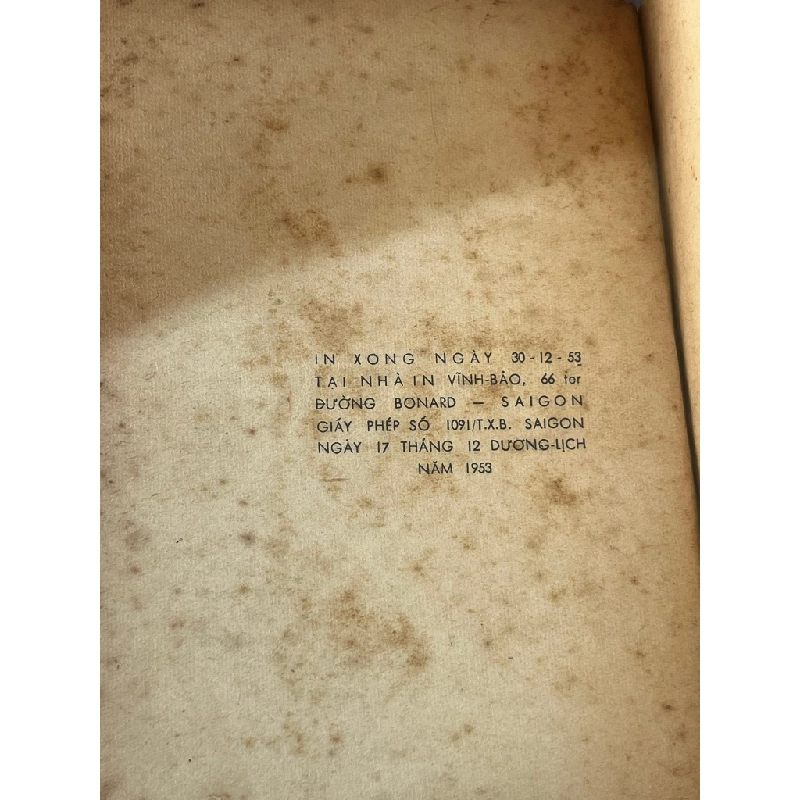 IN XONG NGÀY 30-12-53
TẠI NHÀ IN VĨNH-BẢO, 66 ter
ĐƯỜNG BONARD — SAIGON
GIẤY PHÉP SỐ 1091/T.X.B. SAIGON
NGÀY 17 THÁNG 12 DƯƠNG-LỊCH
NĂM 1953